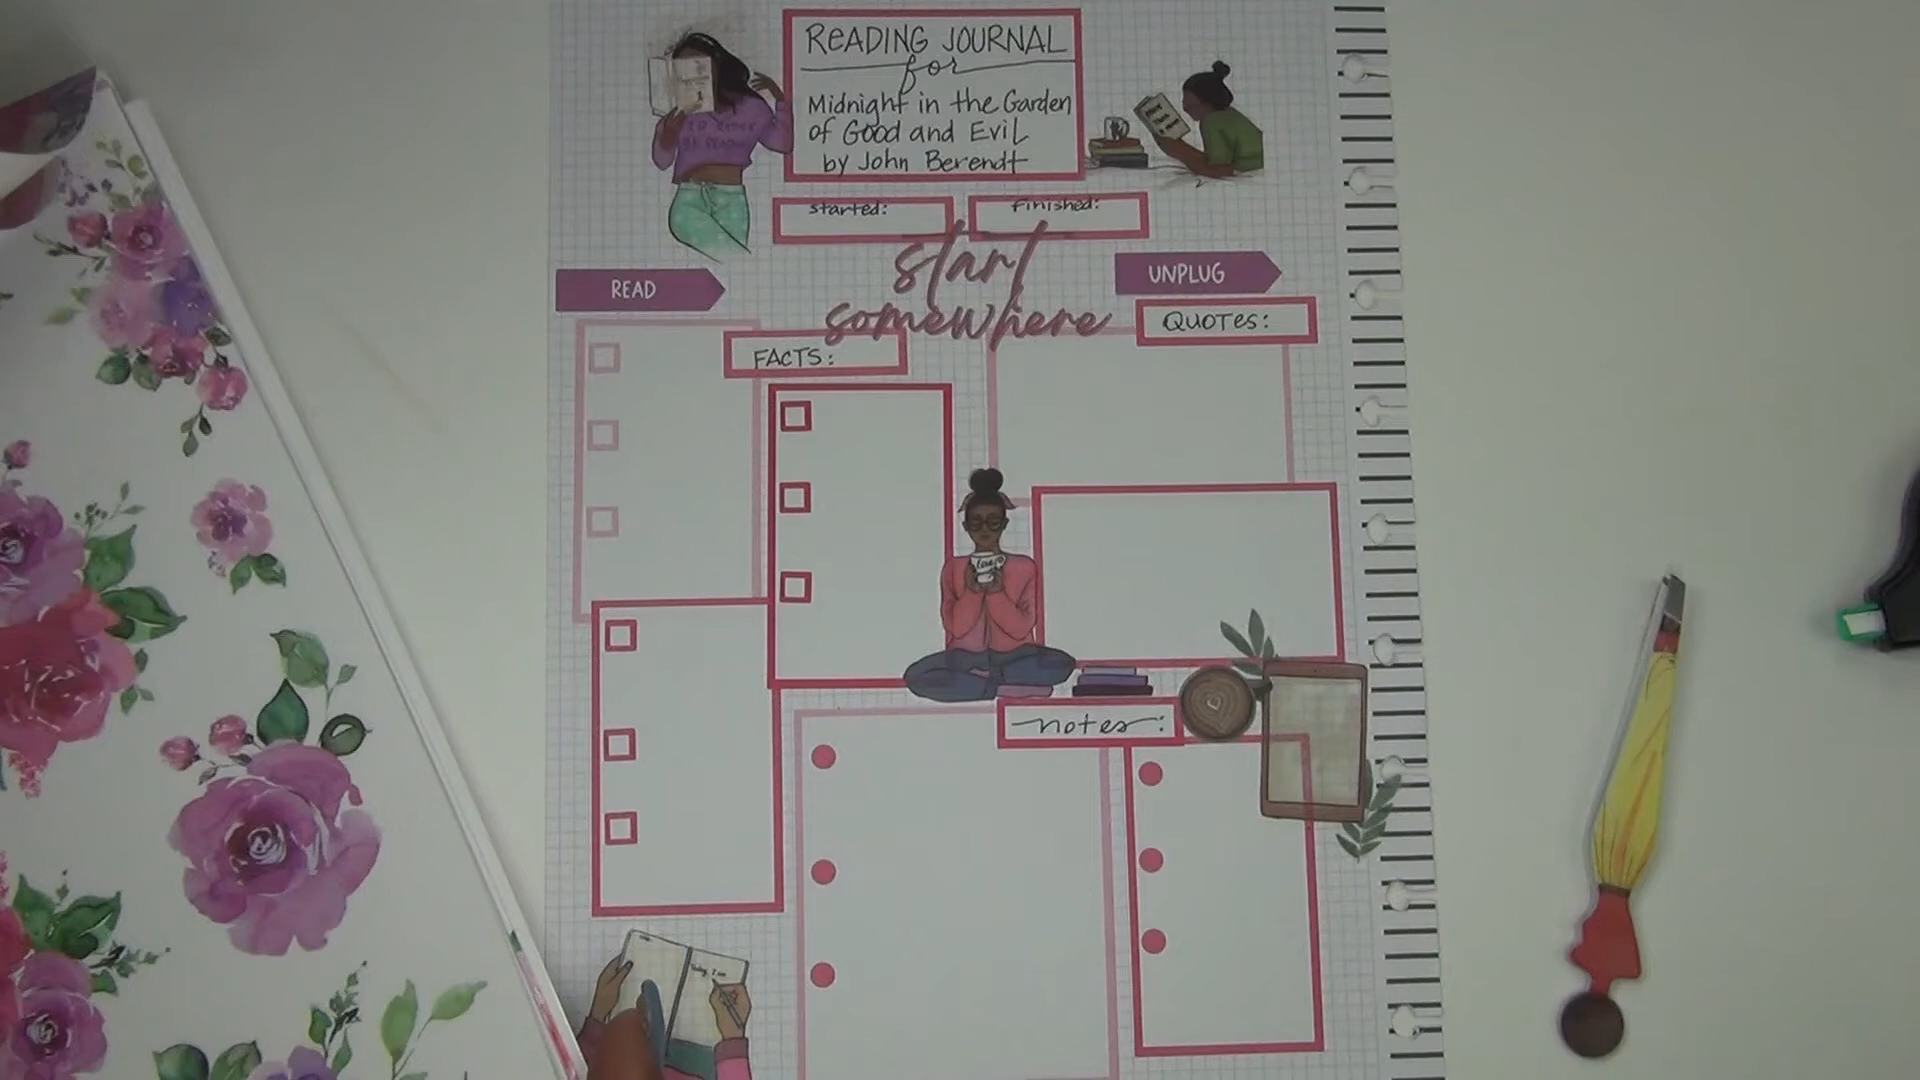 READING JOURNAL
for
Midnight in the Garden
of Good and Evil
by John Berendt
started:
finished:
start
somewhere
READ
UNPLUG
QUOTES:
FACTS:
notes: